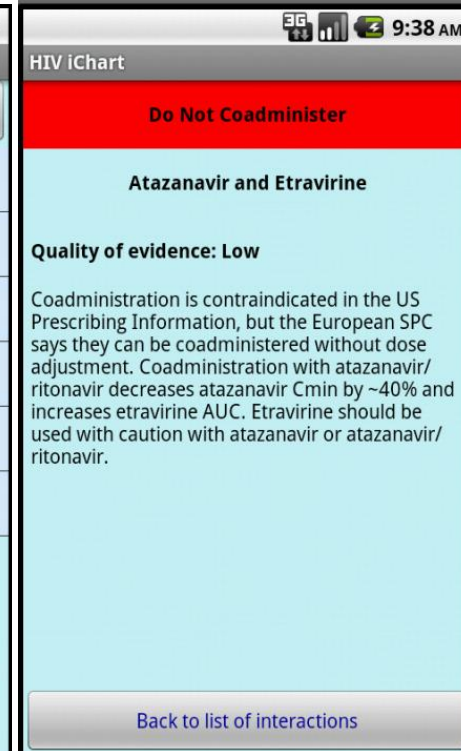 3G 9:38 AM
HIV iChart
Do Not Coadminister
Atazanavir and Etravirine
Quality of evidence: Low
Coadministration is contraindicated in the US
Prescribing Information, but the European SPC
says they can be coadministered without dose
adjustment. Coadministration with atazanavir/
ritonavir decreases atazanavir Cmin by ~40% and
increases etravirine AUC. Etravirine should be
used with caution with atazanavir or atazanavir/
ritonavir.
Back to list of interactions